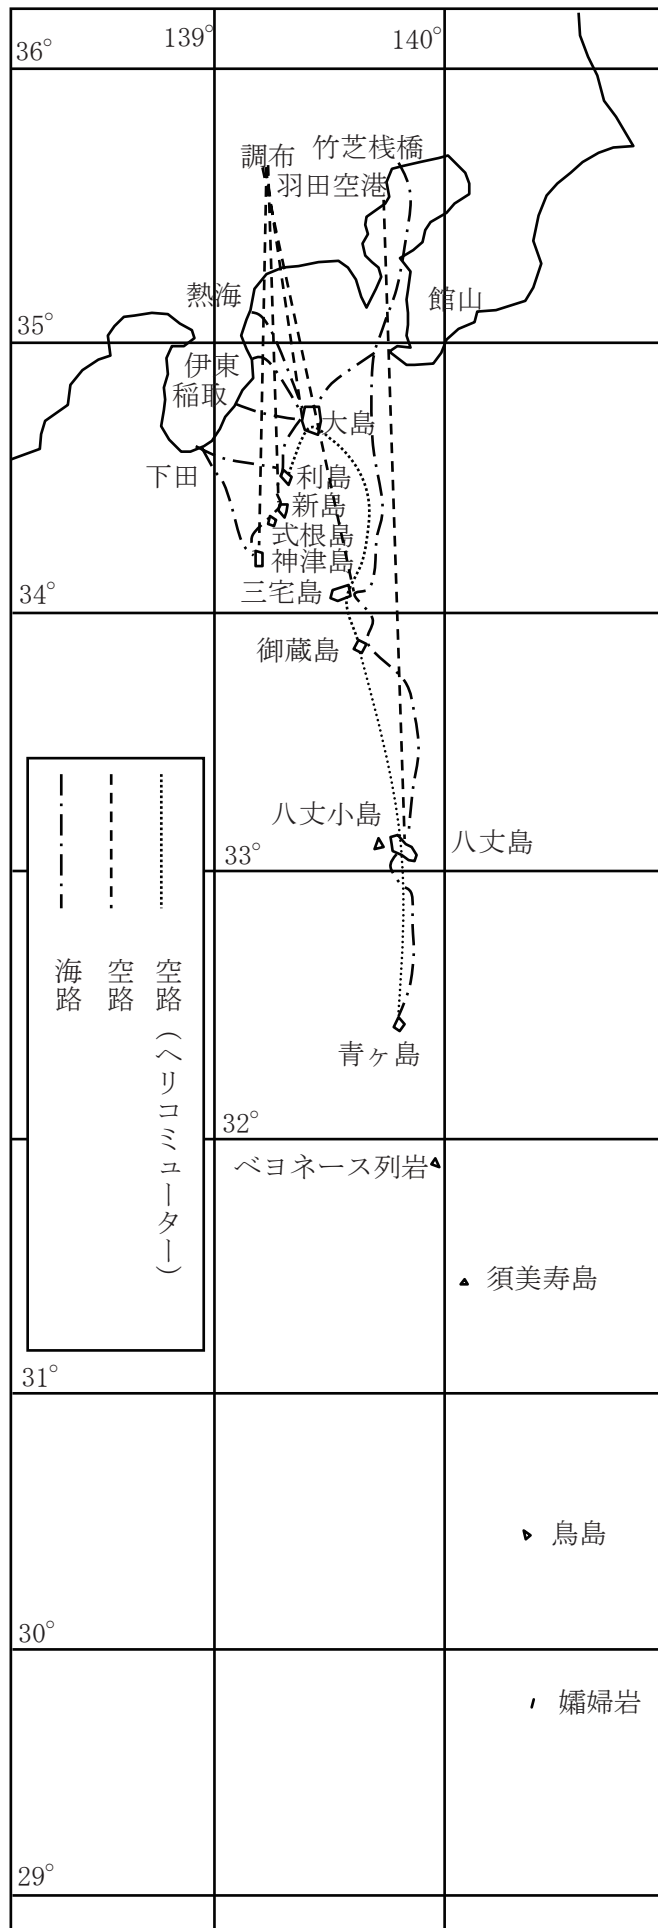 139°
140°
36°
竹芝桟橋
調布
羽田空港
熱海
館山
35°
伊東
稲取
大島
下田
利島
新島
式根島
神津島
三宅島
34°
御蔵島
八丈小島
八丈島
33°
海路
空路
空路(ヘリコミューター)
青ヶ島
32°
ベヨネース列岩
須美寿島
31°
鳥島
30°
孀婦岩
29°